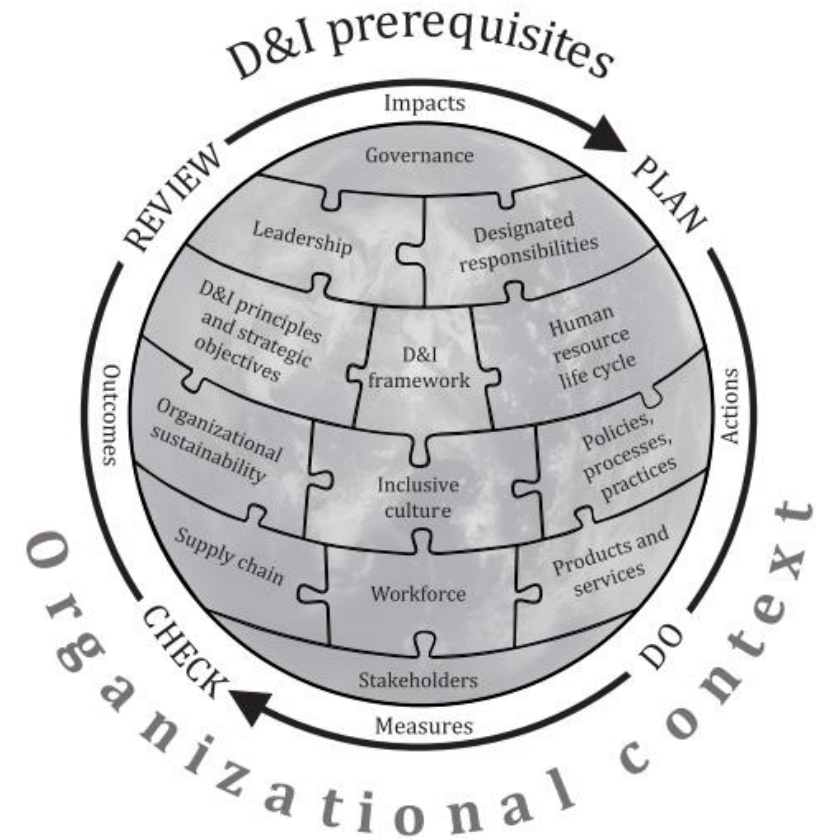 D&I prerequisites
Impacts
REVIEW
PLAN
Governance
Leadership
Designated
responsibilities
D&I principles
and strategic
objectives
D&I
framework
Human
resource
life cycle
Outcomes
Actions
Organizational
sustainability
Inclusive
culture
Policies,
processes,
practices
Supply chain
Workforce
Products and
services
Stakeholders
CHECK
DO
Measures
Organizational context